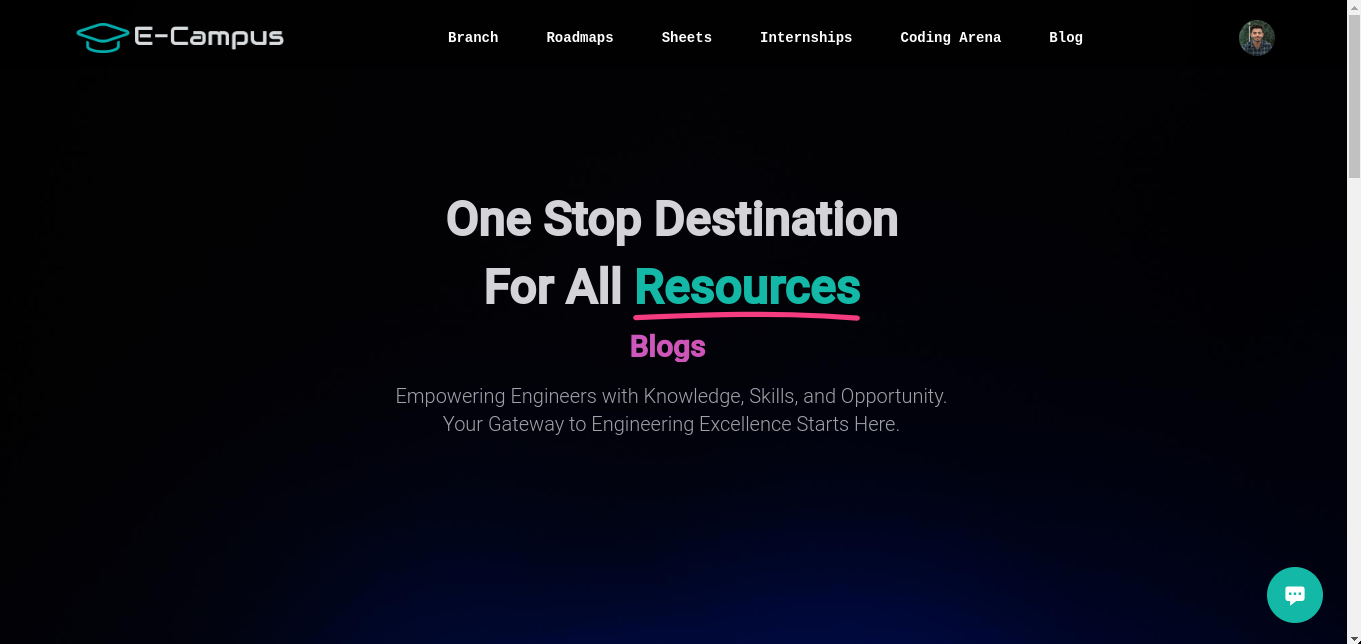 E-Campus
Branch Roadmaps Sheets Internships Coding Arena Blog
One Stop Destination
For All Resources
Blogs
Empowering Engineers with Knowledge, Skills, and Opportunity.
Your Gateway to Engineering Excellence Starts Here.